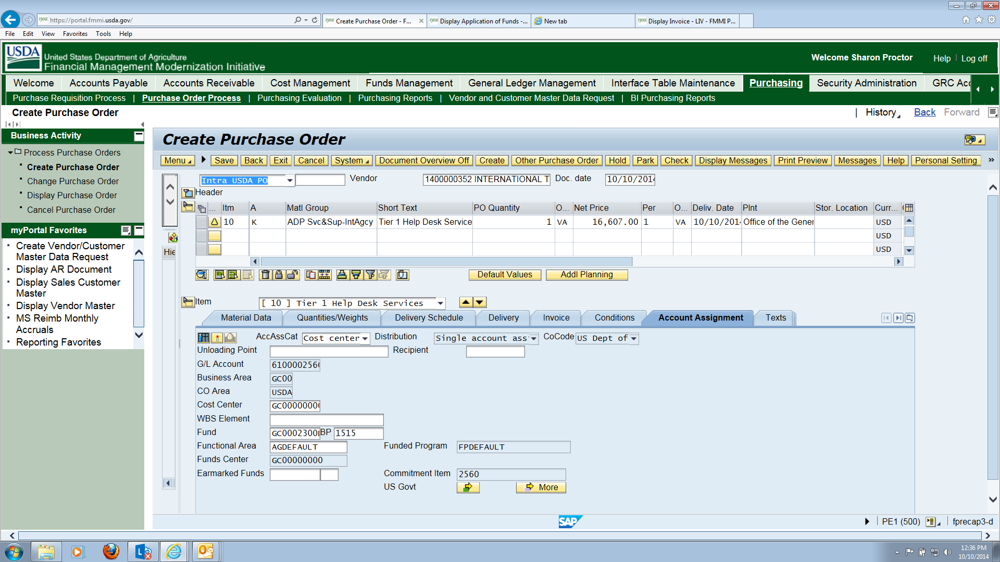 https://portal.fmmi.usda.gov/
Create Purchase Order - F...
Display Application of Funds -...
New tab
Display Invoice - LIV - FMMI P...
File Edit View Favorites Tools Help
USDA
United States Department of Agriculture
Financial Management Modernization Initiative
Welcome Sharon Proctor
Help | Log off
Welcome Accounts Payable Accounts Receivable Cost Management Funds Management General Ledger Management Interface Table Maintenance Purchasing Security Administration GRC Acc
Purchase Requisition Process | Purchase Order Process | Purchasing Evaluation | Purchasing Reports | Vendor and Customer Master Data Request | BI Purchasing Reports
Create Purchase Order
| History Back Forward
Business Activity
Process Purchase Orders
Create Purchase Order
Change Purchase Order
Display Purchase Order
Cancel Purchase Order
myPortal Favorites
Create Vendor/Customer
Master Data Request
Display AR Document
Display Sales Customer
Master
Display Vendor Master
MS Reimb Monthly
Accruals
Reporting Favorites
Create Purchase Order
Menu Save Back Exit Cancel System Document Overview Off Create Other Purchase Order Hold Park Check Display Messages Print Preview Messages Help Personal Setting »
Intra USDA PO Vendor 1400000352 INTERNATIONAL T Doc. date 10/10/2014
Header
... Itm A Matl Group Short Text PO Quantity O... Net Price Per O... Deliv. Date Plnt Stor. Location Curr...
10 K ADP Svc&Sup-IntAgcy Tier 1 Help Desk Service 1 VA 16,607.00 1 VA 10/10/2014 Office of the Gener USD
USD
USD
Hie
Default Values Addl Planning
Item [ 10 ] Tier 1 Help Desk Services
Material Data Quantities/Weights Delivery Schedule Delivery Invoice Conditions Account Assignment Texts
AccAssCat Cost center Distribution Single account ass CoCode US Dept of
Unloading Point Recipient
G/L Account 610000256
Business Area GC00
CO Area USDA
Cost Center GC0000000
WBS Element
Fund GC0002300 BP 1515
Functional Area AGDEFAULT Funded Program FPDEFAULT
Funds Center GC00000000
Earmarked Funds Commitment Item 2560
US Govt More
SAP
PE1 (500) fprecap3-d
12:36 PM
10/10/2014